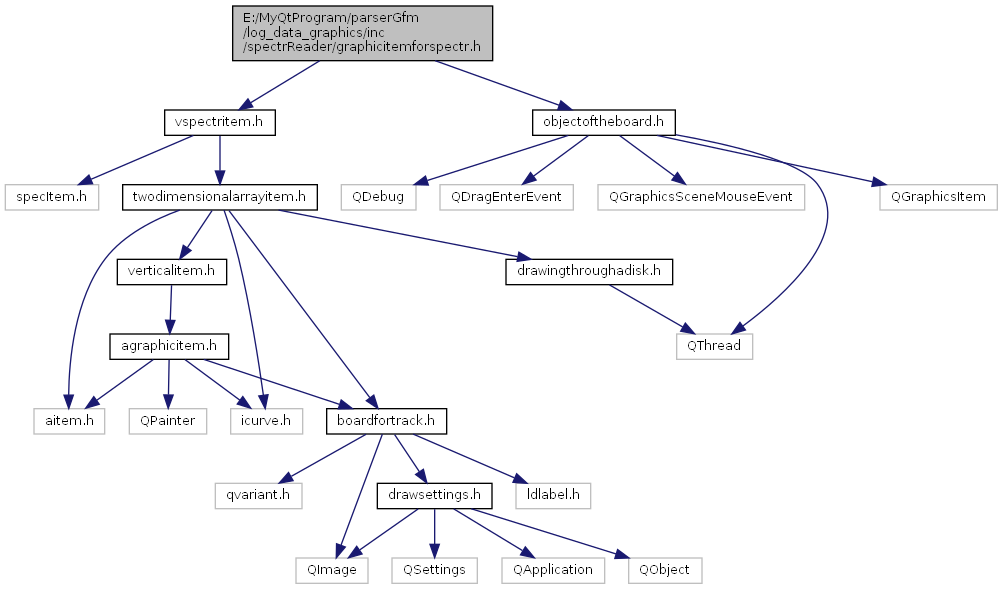 E:/MyQtProgram/parserGfm
/log_data_graphics/inc
/spectrReader/graphicitemforspectr.h
vspectritem.h
objectoftheboard.h
specItem.h
twodimensionalarrayitem.h
QDebug
QDragEnterEvent
QGraphicsSceneMouseEvent
QGraphicsItem
verticalitem.h
drawingthroughadisk.h
agraphicitem.h
QThread
aitem.h
QPainter
icurve.h
boardfortrack.h
qvariant.h
drawsettings.h
ldlabel.h
QImage
QSettings
QApplication
QObject